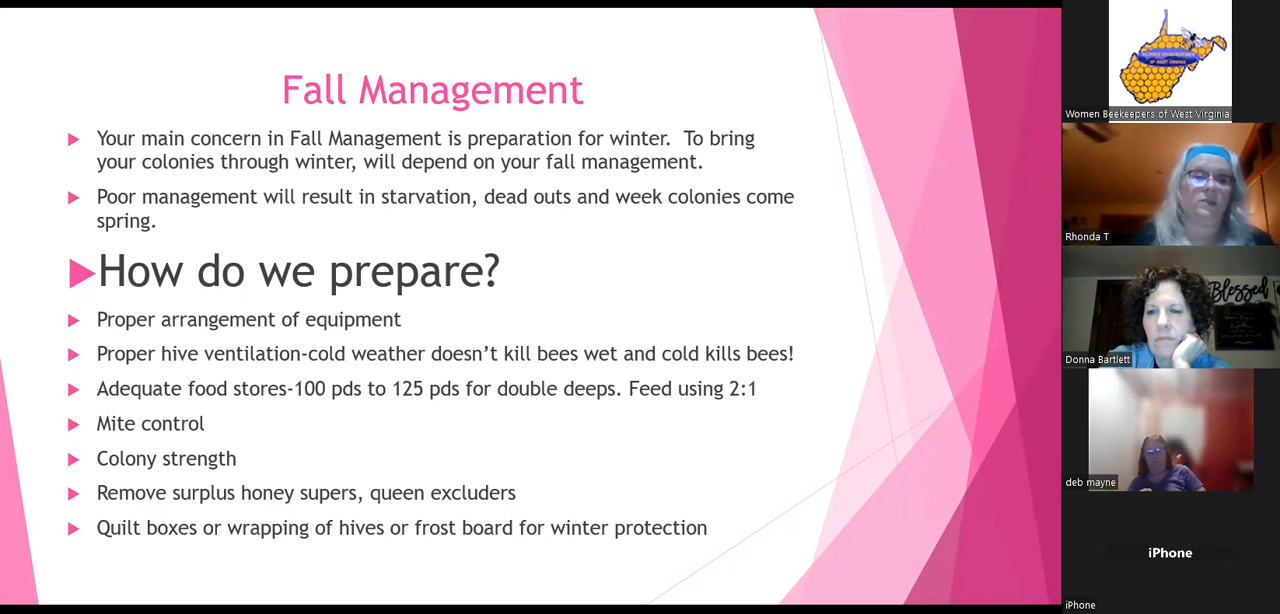 Fall Management
Your main concern in Fall Management is preparation for winter.  To bring
your colonies through winter, will depend on your fall management.
Poor management will result in starvation, dead outs and week colonies come
spring.
How do we prepare?
Proper arrangement of equipment
Proper hive ventilation-cold weather doesn’t kill bees wet and cold kills bees!
Adequate food stores-100 pds to 125 pds for double deeps. Feed using 2:1
Mite control
Colony strength
Remove surplus honey supers, queen excluders
Quilt boxes or wrapping of hives or frost board for winter protection
Women Beekeepers of West Virginia
Rhonda T
Blessed
Donna Bartlett
deb mayne
iPhone
iPhone